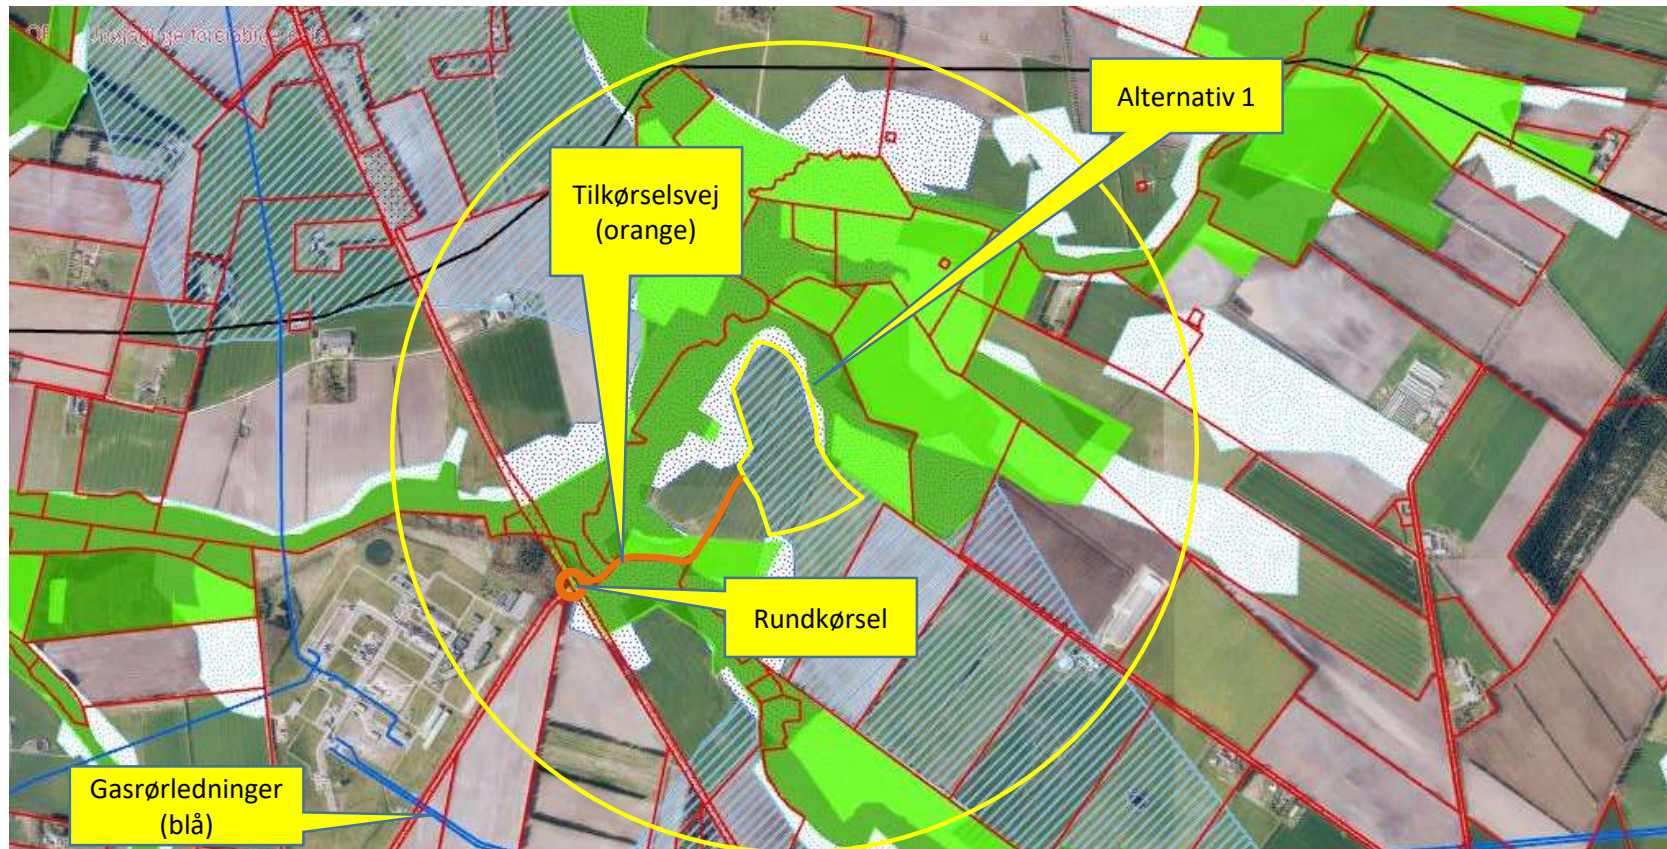 Alternativ 1
Tilkørselsvej
(orange)
Rundkørsel
Gasrørledninger
(blå)